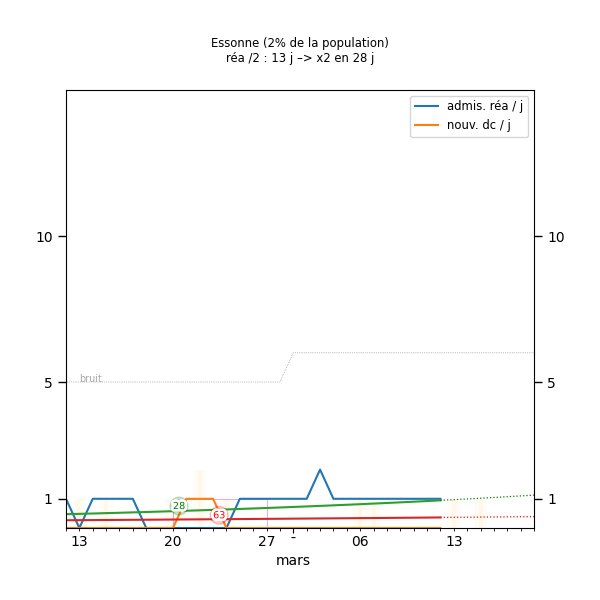 Essonne (2% de la population)
réa /2 : 13 j –> x2 en 28 j
admis. réa / j
nouv. dc / j
10
10
bruit
5
5
28
63
1
1
13
20
27
-
06
13
mars